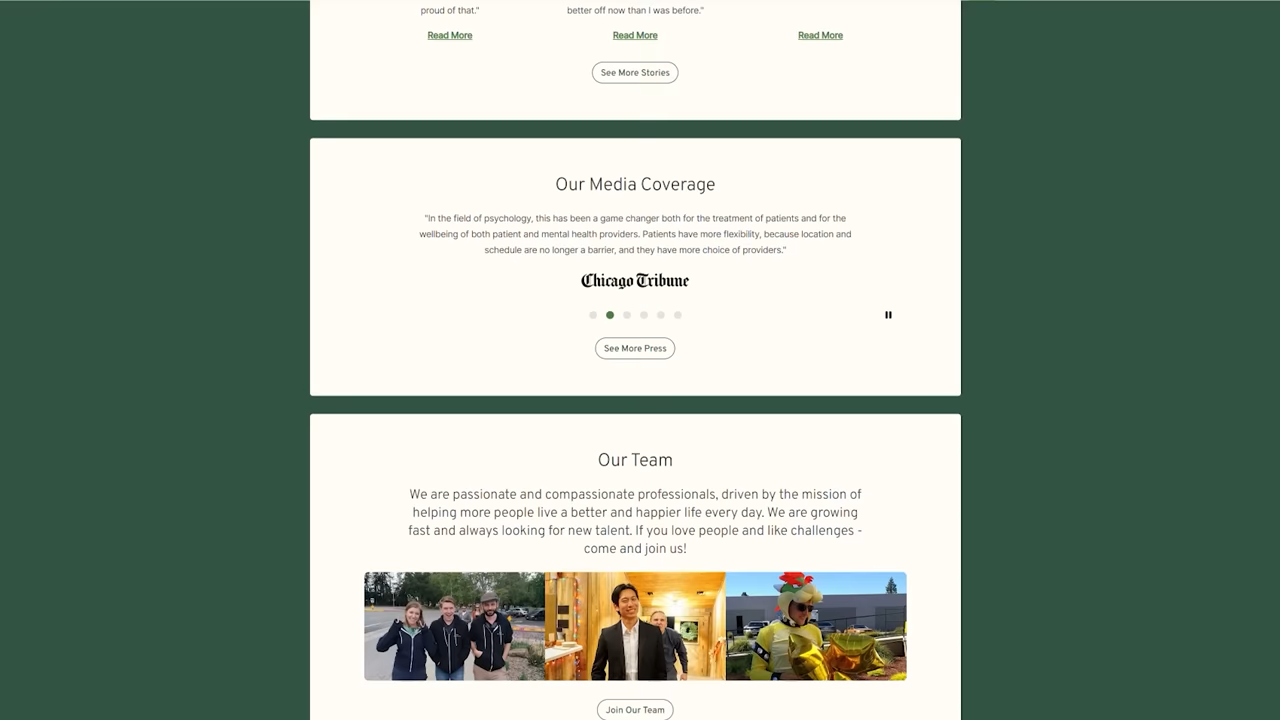 proud of that."
better off now than I was before."
Read More
Read More
Read More
See More Stories
Our Media Coverage
"In the field of psychology, this has been a game changer both for the treatment of patients and for the
wellbeing of both patient and mental health providers. Patients have more flexibility, because location and
schedule are no longer a barrier, and they have more choice of providers."
Chicago Tribune
See More Press
Our Team
We are passionate and compassionate professionals, driven by the mission of
helping more people live a better and happier life every day. We are growing
fast and always looking for new talent. If you love people and like challenges -
come and join us!
Join Our Team